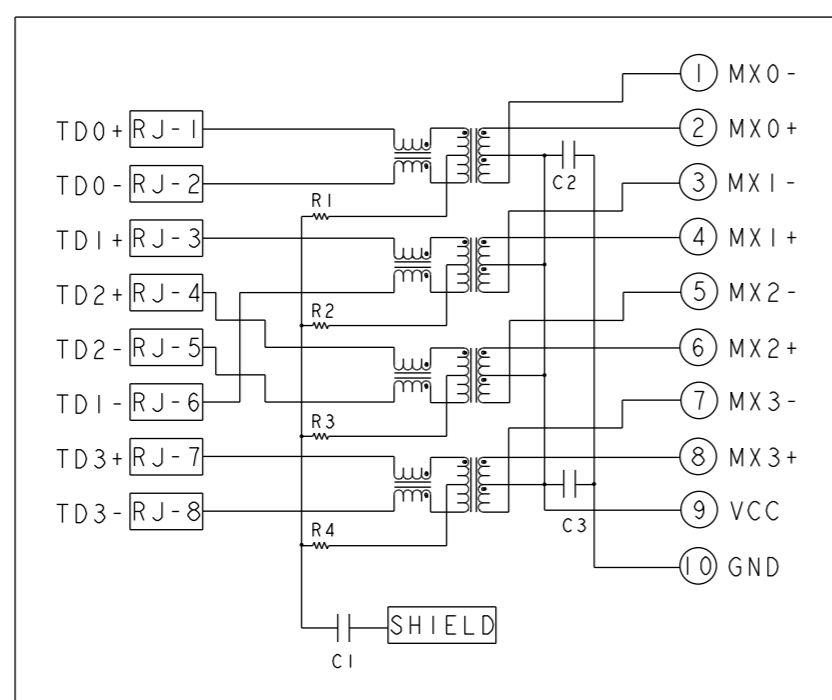 1 MX0-
TD0+ RJ-1 2 MX0+
TD0- RJ-2 C2 3 MX1-
R1
TD1+ RJ-3 4 MX1+
TD2+ RJ-4 5 MX2-
R2
TD2- RJ-5 6 MX2+
TD1- RJ-6 7 MX3-
R3
TD3+ RJ-7 8 MX3+
TD3- RJ-8 9 VCC
C3
R4
10 GND
SHIELD
C1